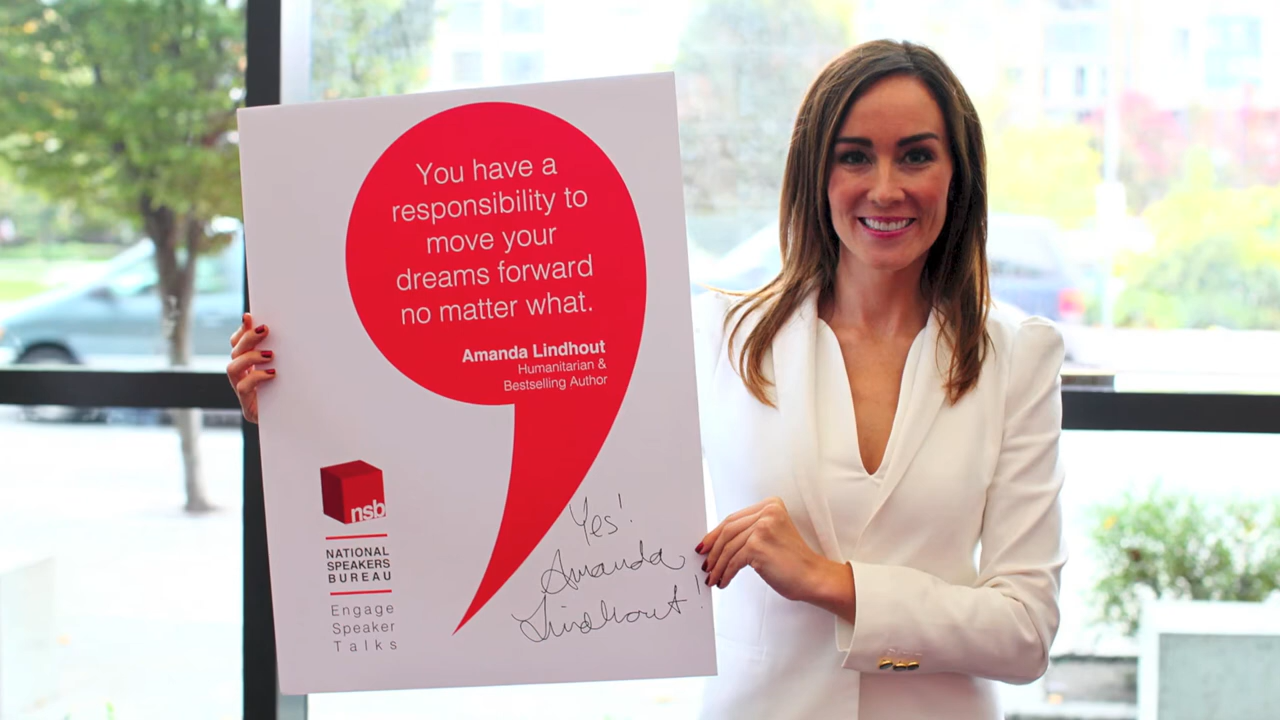 You have a
responsibility to
move your
dreams forward
no matter what.
Amanda Lindhout
Humanitarian &
Bestselling Author
nsb
NATIONAL
SPEAKERS
BUREAU
Engage
Speaker
Talks
Yes!
Amanda
Lindhout!